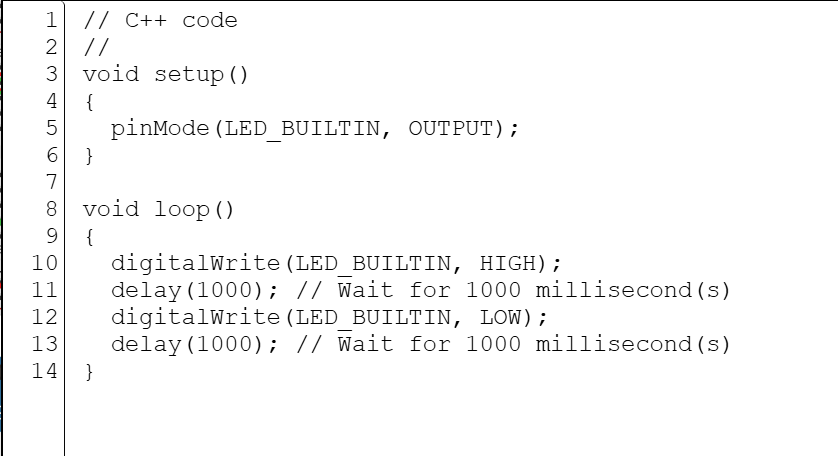 1 // C++ code
2 //
3 void setup()
4 {
5   pinMode(LED_BUILTIN, OUTPUT);
6 }
7
8 void loop()
9 {
10   digitalWrite(LED_BUILTIN, HIGH);
11   delay(1000); // Wait for 1000 millisecond(s)
12   digitalWrite(LED_BUILTIN, LOW);
13   delay(1000); // Wait for 1000 millisecond(s)
14 }